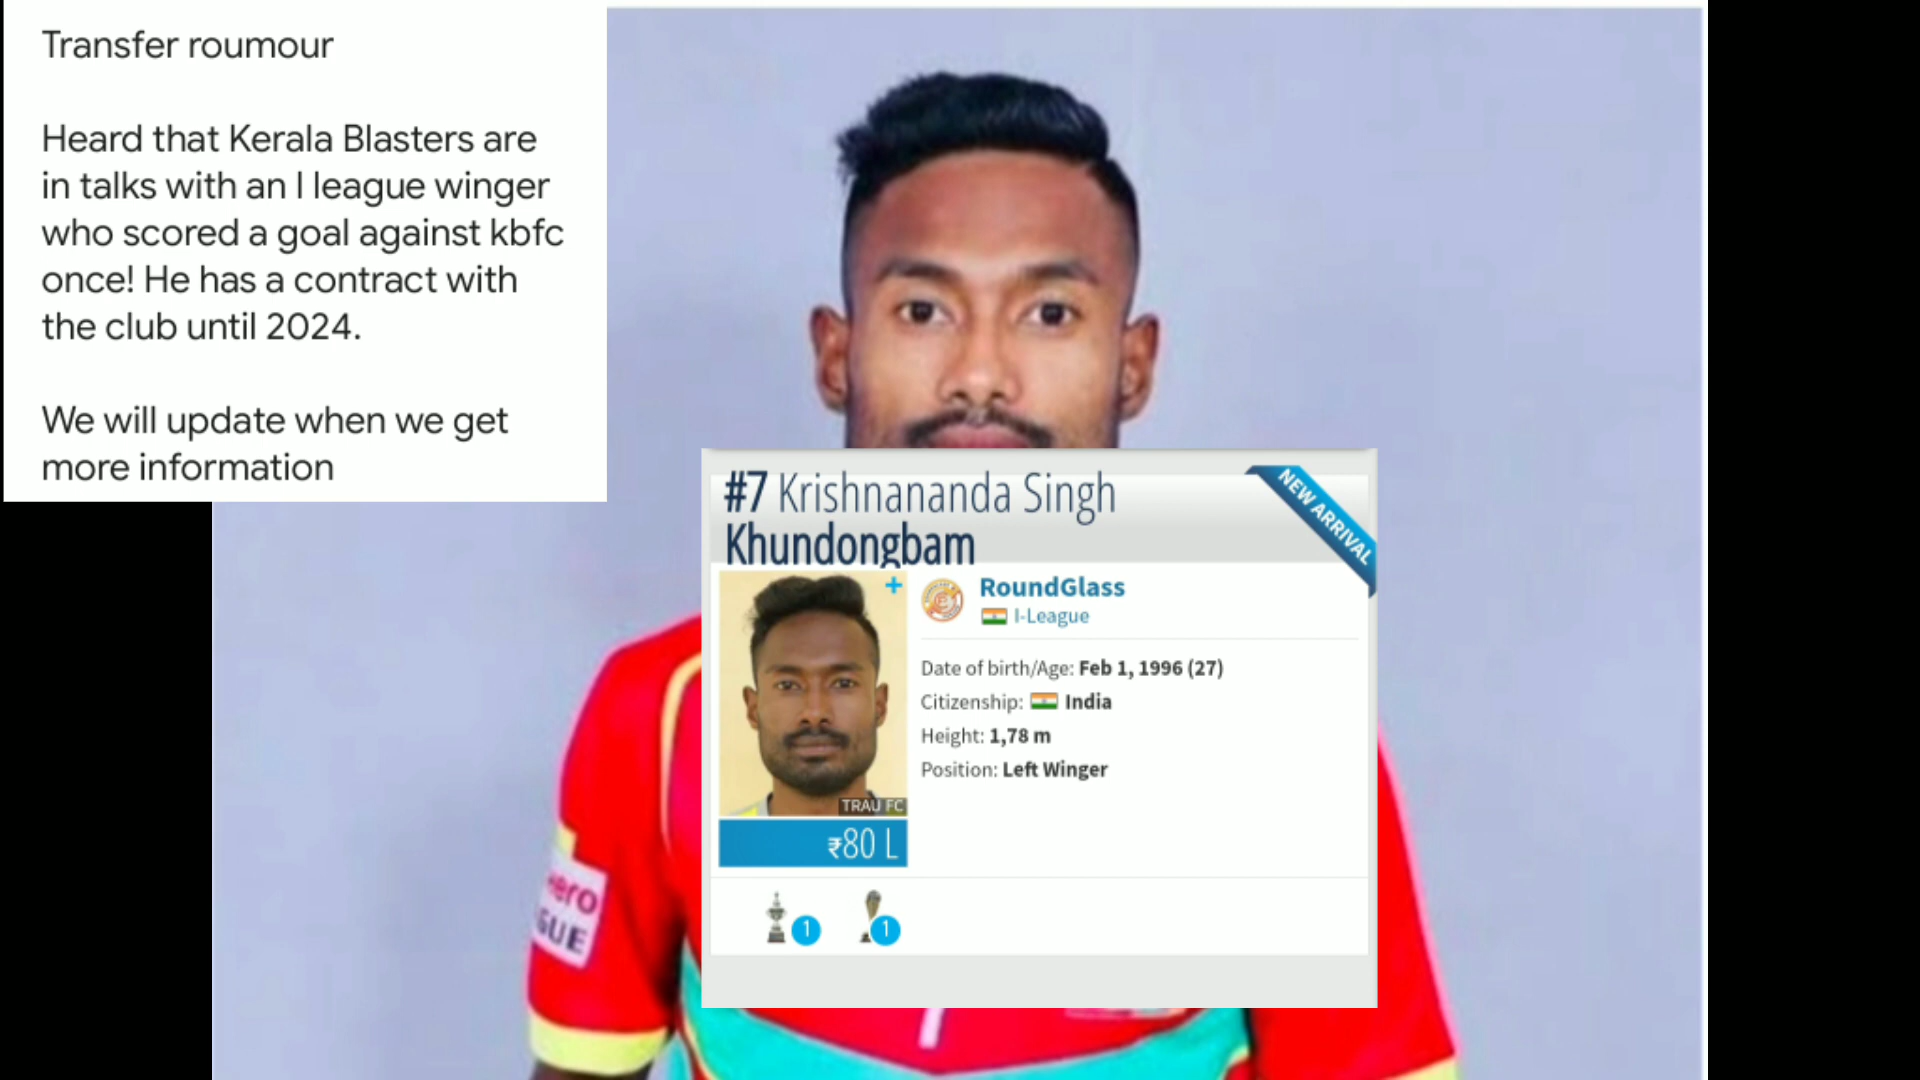 Transfer roumour
Heard that Kerala Blasters are
in talks with an I league winger
who scored a goal against kbfc
once! He has a contract with
the club until 2024.
We will update when we get
more information
#7 Krishnananda Singh
Khundongbam
NEW ARRIVAL
+
RoundGlass
I-League
Date of birth/Age: Feb 1, 1996 (27)
Citizenship: India
Height: 1,78 m
Position: Left Winger
TRAU FC
₹80 L
1
1
ero
GUE